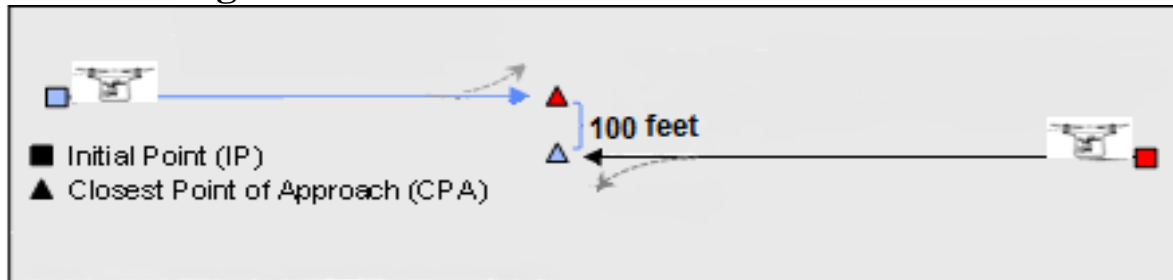 100 feet
Initial Point (IP)
Closest Point of Approach (CPA)